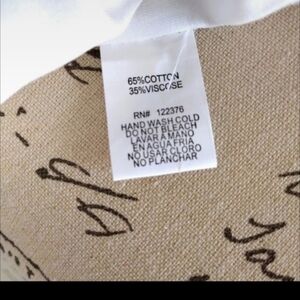 65%COTTON
35%VISCOSE
RN# 122376
HAND WASH COLD
DO NOT BLEACH
LAVAR A MANO
EN AGUA FRIA
NO USAR CLORO
NO PLANCHAR